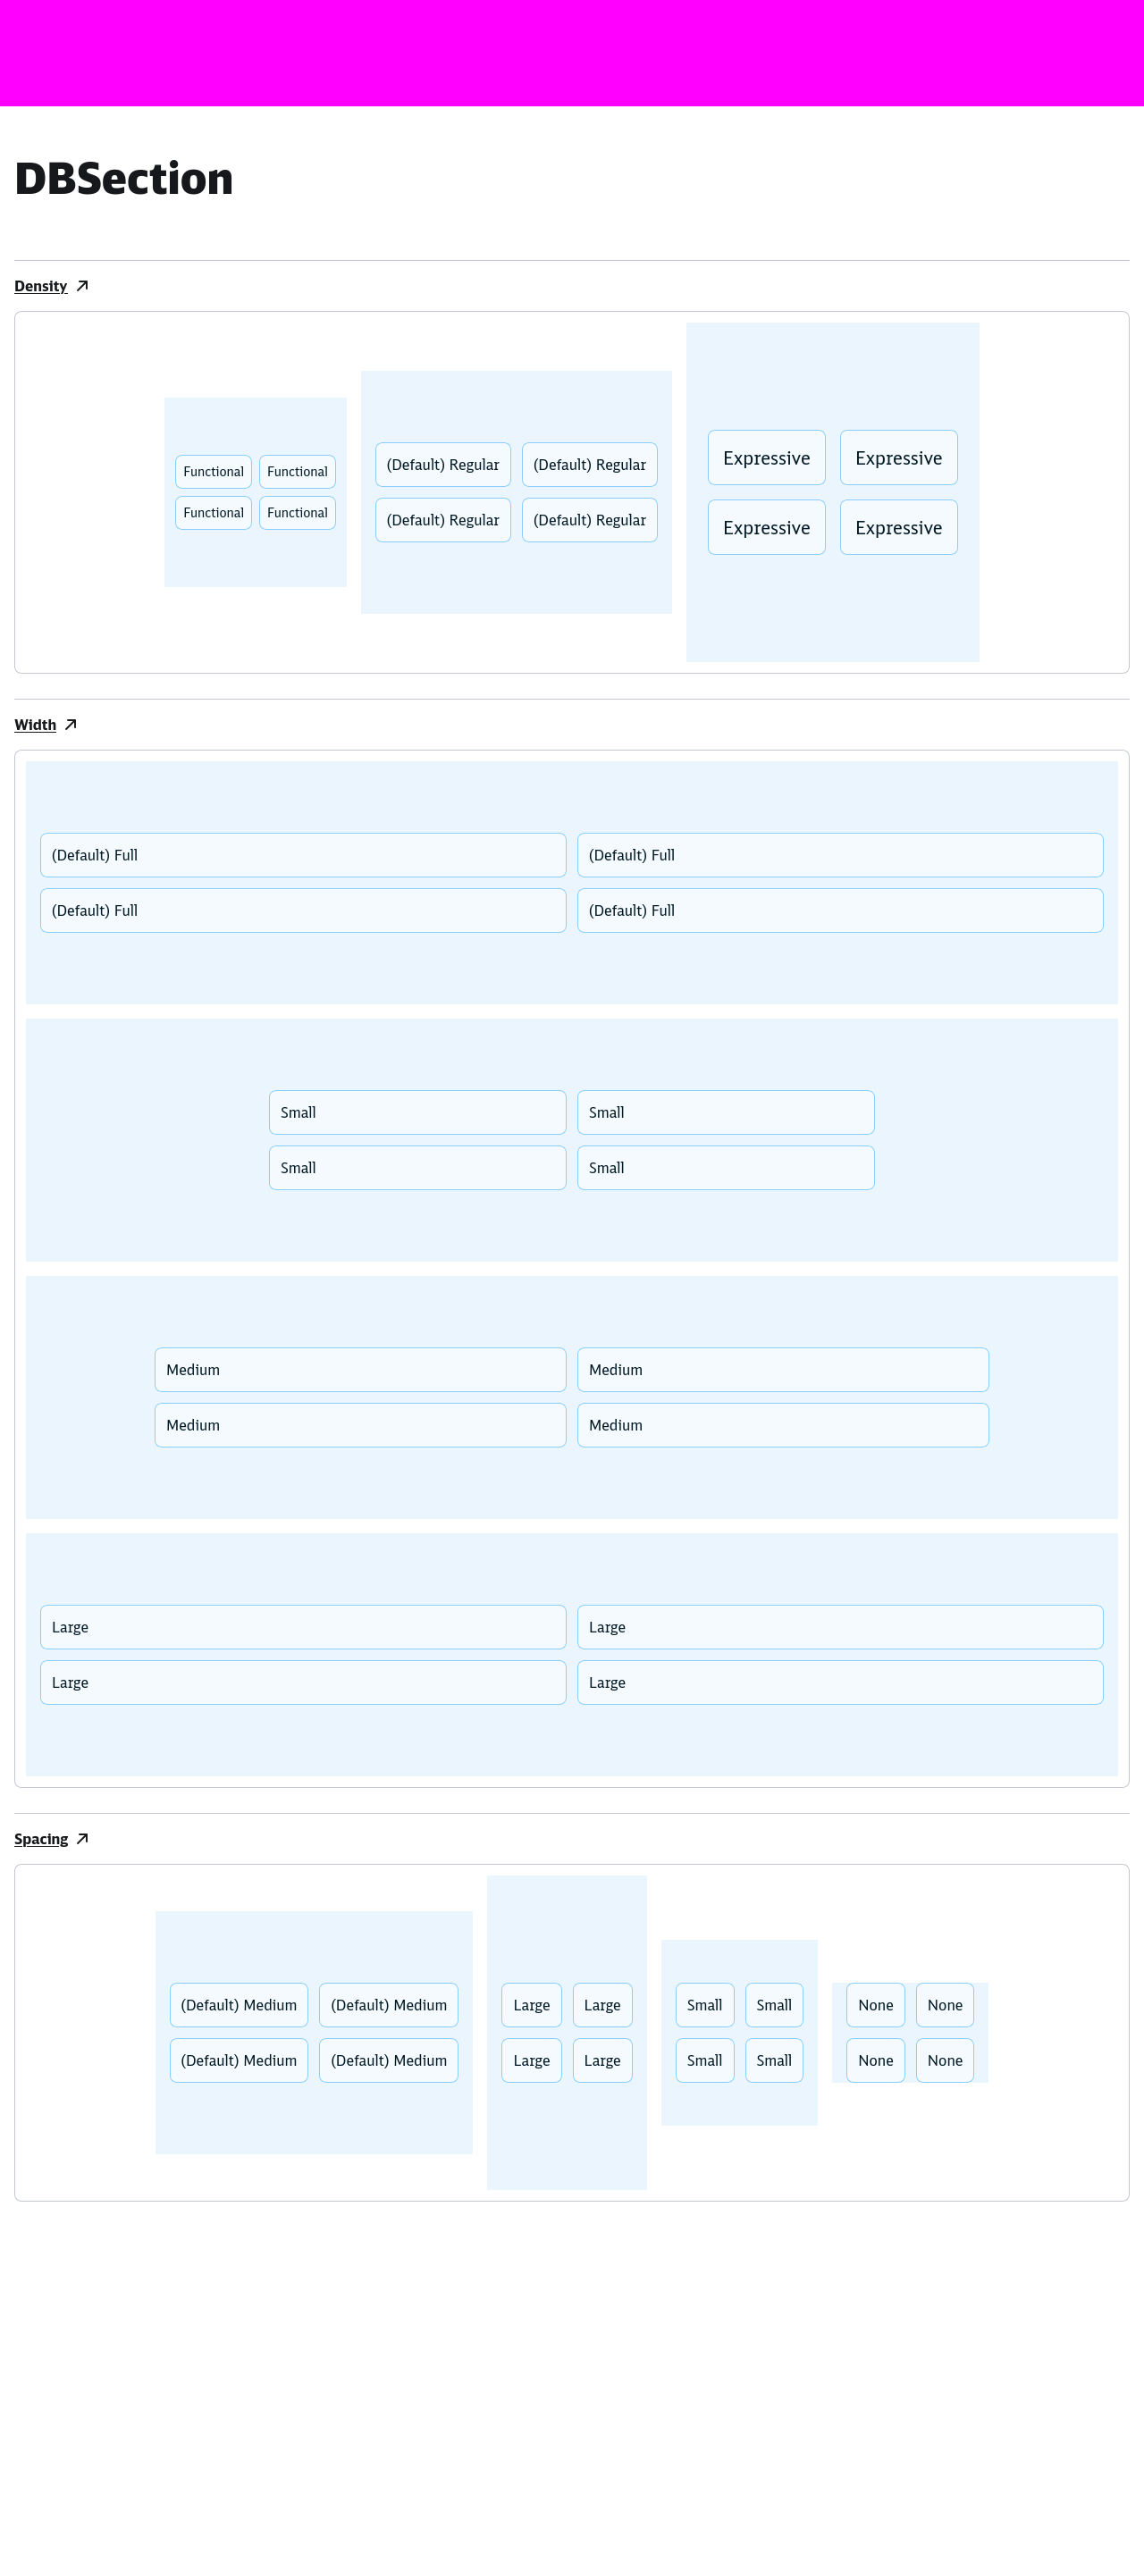 DBSection
Density
Functional Functional
Functional Functional
(Default) Regular (Default) Regular
(Default) Regular (Default) Regular
Expressive Expressive
Expressive Expressive
Width
(Default) Full (Default) Full
(Default) Full (Default) Full
Small Small
Small Small
Medium Medium
Medium Medium
Large Large
Large Large
Spacing
(Default) Medium (Default) Medium
(Default) Medium (Default) Medium
Large Large
Large Large
Small Small
Small Small
None None
None None